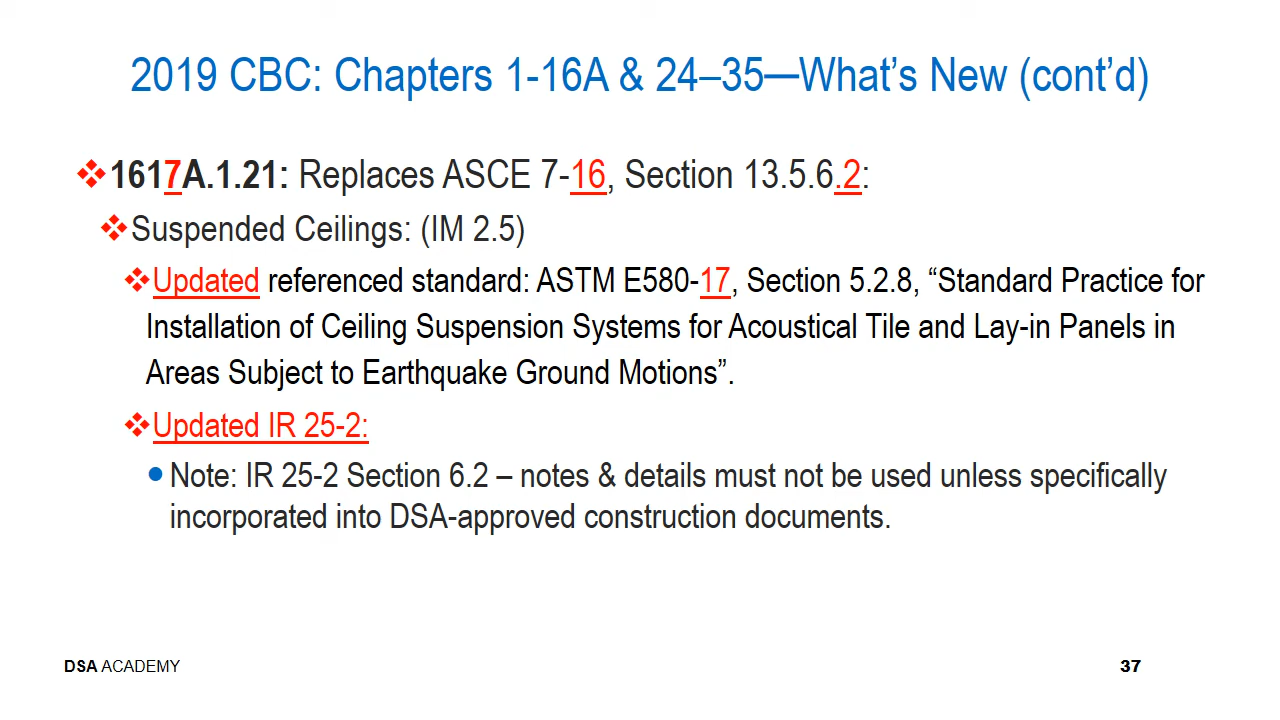 2019 CBC: Chapters 1-16A & 24–35—What’s New (cont’d)
1617A.1.21: Replaces ASCE 7-16, Section 13.5.6.2:
Suspended Ceilings: (IM 2.5)
Updated referenced standard: ASTM E580-17, Section 5.2.8, “Standard Practice for
Installation of Ceiling Suspension Systems for Acoustical Tile and Lay-in Panels in
Areas Subject to Earthquake Ground Motions”.
Updated IR 25-2:
Note: IR 25-2 Section 6.2 – notes & details must not be used unless specifically
incorporated into DSA-approved construction documents.
DSA ACADEMY
37